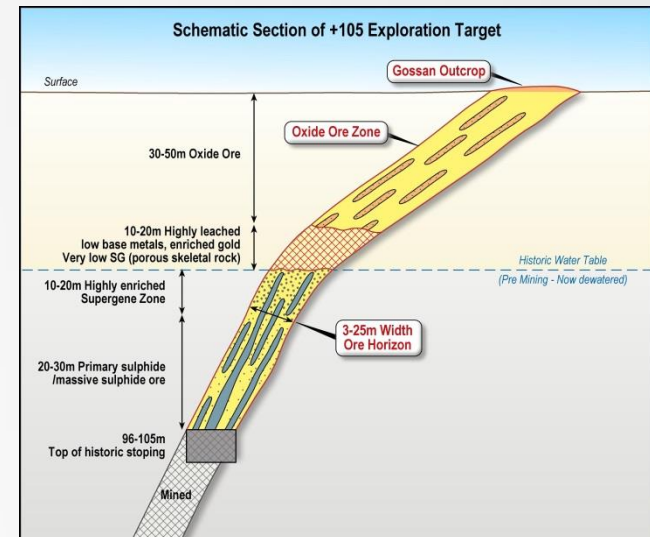 Schematic Section of +105 Exploration Target
Surface
Gossan Outcrop
Oxide Ore Zone
30-50m Oxide Ore
10-20m Highly leached
low base metals, enriched gold
Very low SG (porous skeletal rock)
Historic Water Table
(Pre Mining - Now dewatered)
10-20m Highly enriched
Supergene Zone
3-25m Width
Ore Horizon
20-30m Primary sulphide
/massive sulphide ore
96-105m
Top of historic stoping
Mined